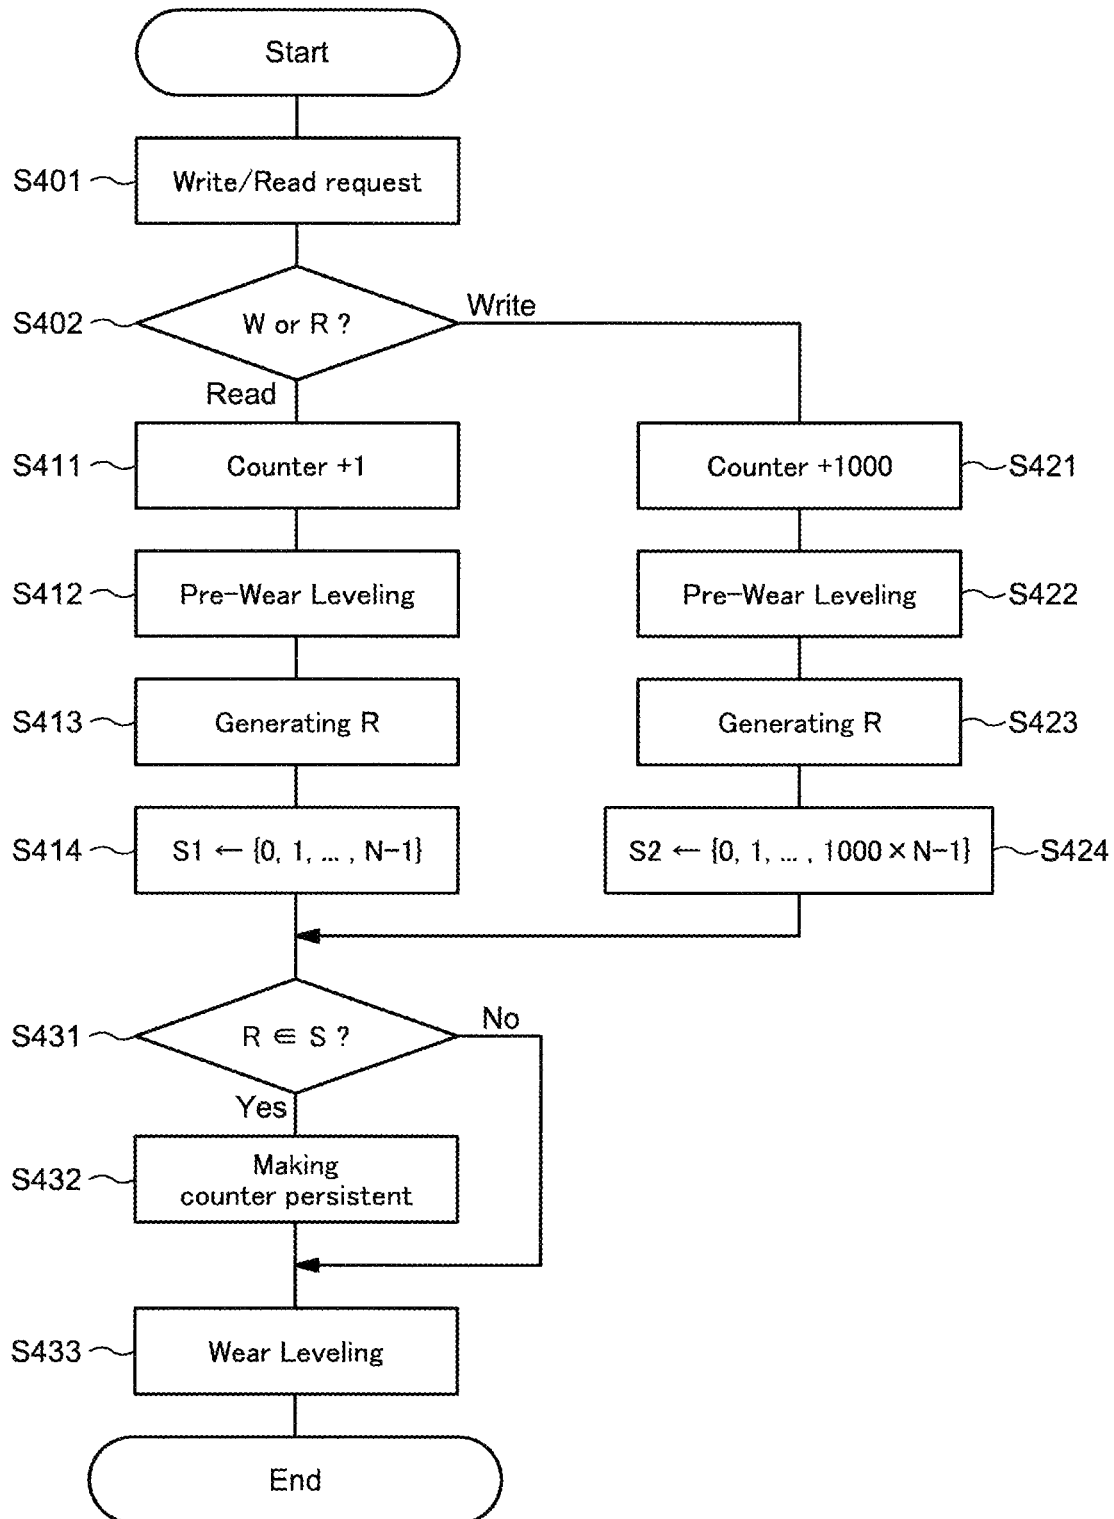 Start
S401
Write/Read request
S402
W or R ?
Write
Read
S411
Counter +1
Counter +1000
S421
S412
Pre-Wear Leveling
Pre-Wear Leveling
S422
S413
Generating R
Generating R
S423
S414
S1 ← {0, 1, ... , N-1}
S2 ← {0, 1, ... , 1000 × N-1}
S424
S431
R ∈ S ?
No
Yes
S432
Making
counter persistent
S433
Wear Leveling
End